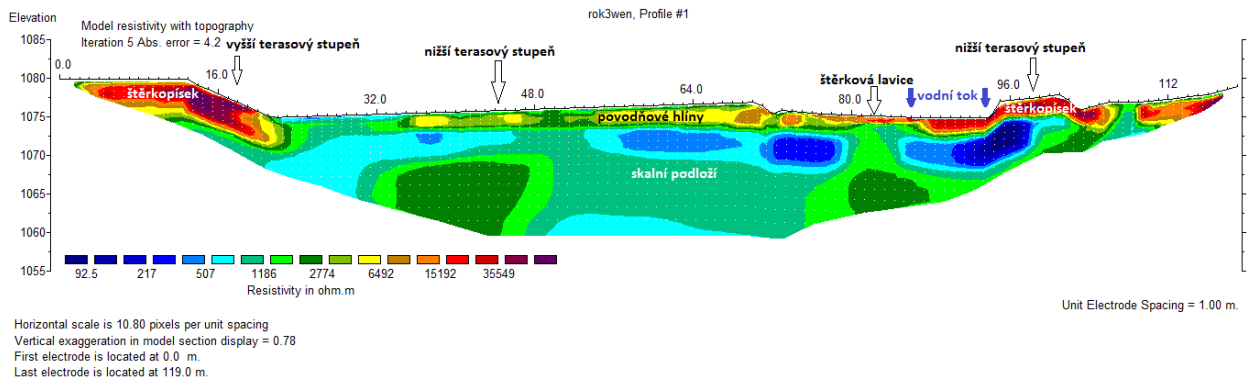 rok3wen, Profile #1
Elevation
Model resistivity with topography
Iteration 5 Abs. error = 4.2
vyšší terasový stupeň
nižší terasový stupeň
nižší terasový stupeň
štěrková lavice
vodní tok
1085
1080
1075
1070
1065
1060
1055
0.0
16.0
32.0
48.0
64.0
80.0
96.0
112
štěrkopísek
povodňové hlíny
štěrkopísek
skalní podloží
92.5 217 507 1186 2774 6492 15192 35549
Resistivity in ohm.m
Unit Electrode Spacing = 1.00 m.
Horizontal scale is 10.80 pixels per unit spacing
Vertical exaggeration in model section display = 0.78
First electrode is located at 0.0 m.
Last electrode is located at 119.0 m.